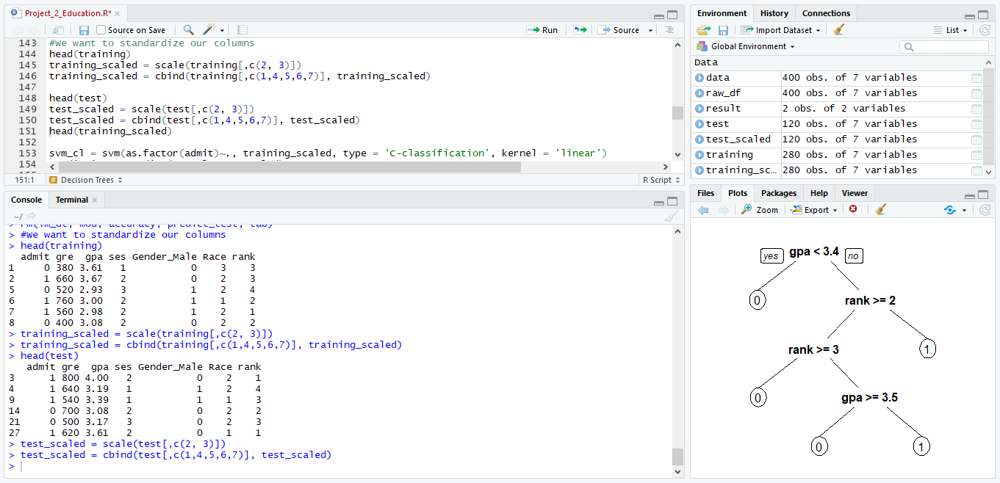 Project_2_Education.R*
Source on Save
Run
Source
143 #We want to standardize our columns
144 head(training)
145 training_scaled = scale(training[,c(2, 3)])
146 training_scaled = cbind(training[,c(1,4,5,6,7)], training_scaled)
147
148 head(test)
149 test_scaled = scale(test[,c(2, 3)])
150 test_scaled = cbind(test[,c(1,4,5,6,7)], test_scaled)
151 head(training_scaled)
152
153 svm_cl = svm(as.factor(admit)~., training_scaled, type = 'C-classification', kernel = 'linear')
154
151:1 # Decision Trees R Script
Console Terminal
~/
> #We want to standardize our columns
> head(training)
admit gre gpa ses Gender_Male Race rank
1 0 380 3.61 1 0 3 3
2 1 660 3.67 2 0 2 3
5 0 520 2.93 3 1 2 4
6 1 760 3.00 2 1 1 2
7 1 560 2.98 2 1 2 1
8 0 400 3.08 2 0 2 2
> training_scaled = scale(training[,c(2, 3)])
> training_scaled = cbind(training[,c(1,4,5,6,7)], training_scaled)
> head(test)
admit gre gpa ses Gender_Male Race rank
3 1 800 4.00 2 0 2 1
4 1 640 3.19 1 1 2 4
9 1 540 3.39 1 1 1 3
14 0 700 3.08 2 0 2 2
21 0 500 3.17 3 0 2 3
27 1 620 3.61 2 0 1 1
> test_scaled = scale(test[,c(2, 3)])
> test_scaled = cbind(test[,c(1,4,5,6,7)], test_scaled)
>
Environment History Connections
Import Dataset
List
Global Environment
Data
data 400 obs. of 7 variables
raw_df 400 obs. of 7 variables
result 2 obs. of 2 variables
test 120 obs. of 7 variables
test_scaled 120 obs. of 7 variables
training 280 obs. of 7 variables
training_sc… 280 obs. of 7 variables
Files Plots Packages Help Viewer
Zoom
Export
yes gpa < 3.4 no
0 rank >= 2
rank >= 3 1
0 gpa >= 3.5
0 1